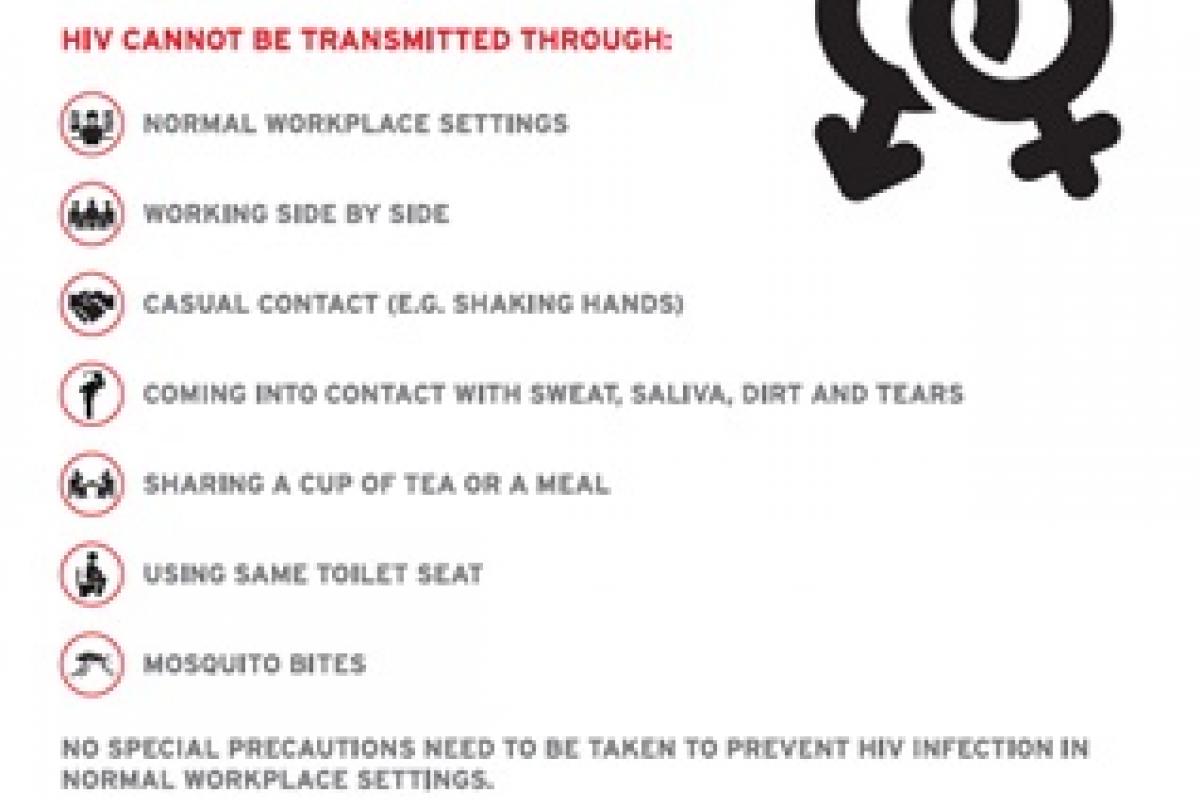 HIV CANNOT BE TRANSMITTED THROUGH:
NORMAL WORKPLACE SETTINGS
WORKING SIDE BY SIDE
CASUAL CONTACT (E.G. SHAKING HANDS)
COMING INTO CONTACT WITH SWEAT, SALIVA, DIRT AND TEARS
SHARING A CUP OF TEA OR A MEAL
USING SAME TOILET SEAT
MOSQUITO BITES
NO SPECIAL PRECAUTIONS NEED TO BE TAKEN TO PREVENT HIV INFECTION IN
NORMAL WORKPLACE SETTINGS.